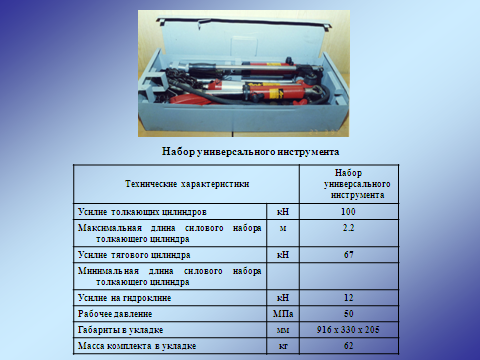 Набор универсального инструмента
Технические характеристики
Набор
универсального
инструмента
Усилие толкающих цилиндров кН 100
Максимальная длина силового набора м 2.2
толкающего цилиндра
Усилие тягового цилиндра кН 67
Минимальная длина силового набора
толкающего цилиндра
Усилие на гидроклине кН 12
Рабочее давление МПа 50
Габариты в укладке мм 916 х 330 х 205
Масса комплекта в укладке кг 62